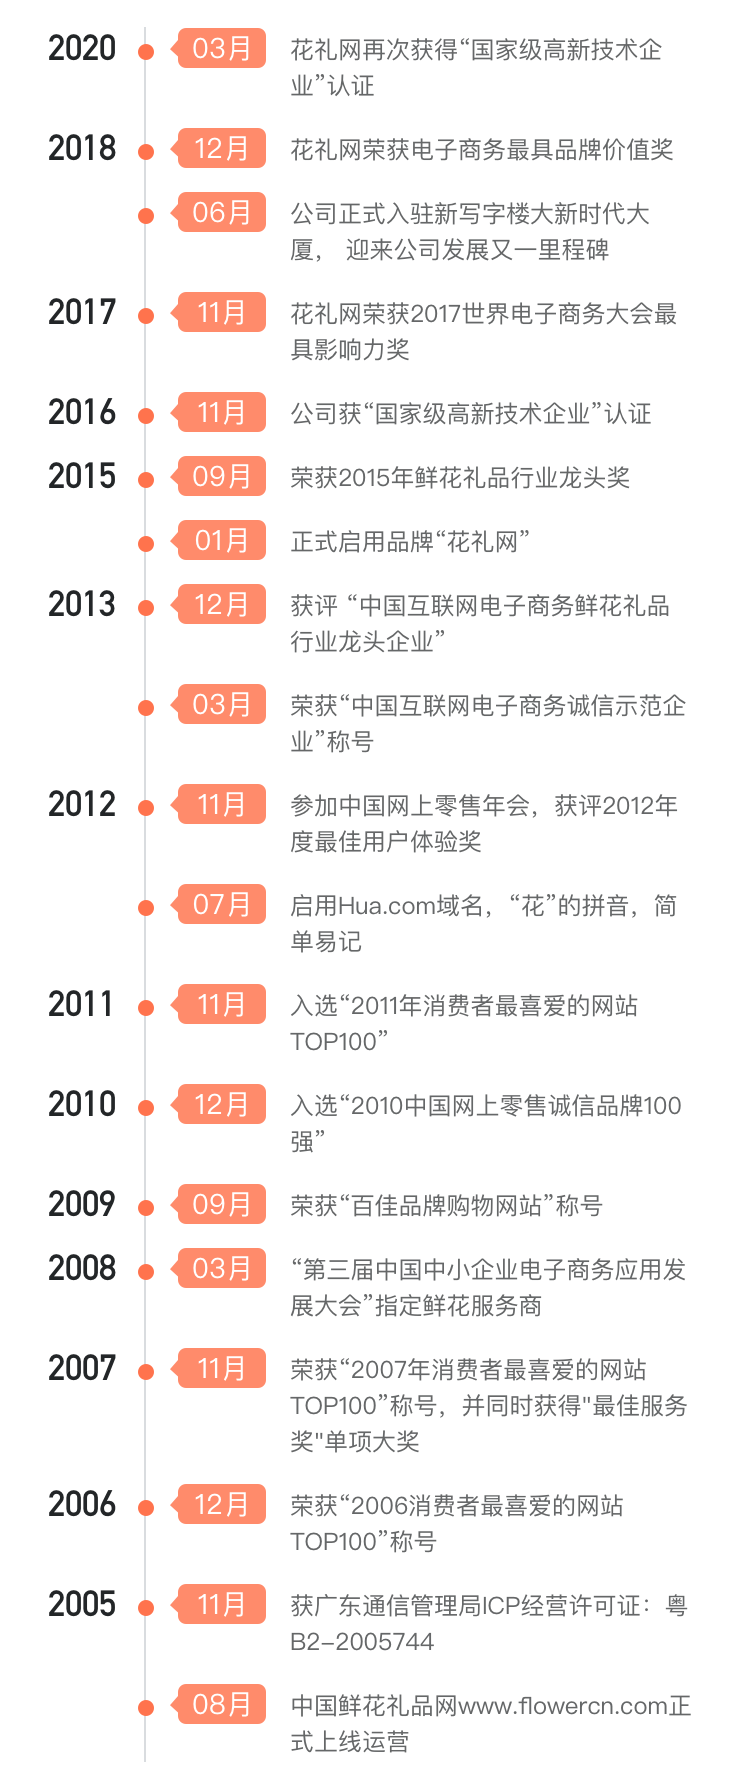 2020 03月 花礼网再次获得“国家级高新技术企
业”认证
2018 12月 花礼网荣获电子商务最具品牌价值奖
06月 公司正式入驻新写字楼大新时代大
厦， 迎来公司发展又一里程碑
2017 11月 花礼网荣获2017世界电子商务大会最
具影响力奖
2016 11月 公司获“国家级高新技术企业”认证
2015 09月 荣获2015年鲜花礼品行业龙头奖
01月 正式启用品牌“花礼网”
2013 12月 获评 “中国互联网电子商务鲜花礼品
行业龙头企业”
03月 荣获“中国互联网电子商务诚信示范企
业”称号
2012 11月 参加中国网上零售年会，获评2012年
度最佳用户体验奖
07月 启用Hua.com域名，“花”的拼音，简
单易记
2011 11月 入选“2011年消费者最喜爱的网站
TOP100”
2010 12月 入选“2010中国网上零售诚信品牌100
强”
2009 09月 荣获“百佳品牌购物网站”称号
2008 03月 “第三届中国中小企业电子商务应用发
展大会”指定鲜花服务商
2007 11月 荣获“2007年消费者最喜爱的网站
TOP100”称号，并同时获得"最佳服务
奖"单项大奖
2006 12月 荣获“2006消费者最喜爱的网站
TOP100”称号
2005 11月 获广东通信管理局ICP经营许可证：粤
B2-2005744
08月 中国鲜花礼品网www.flowercn.com正
式上线运营